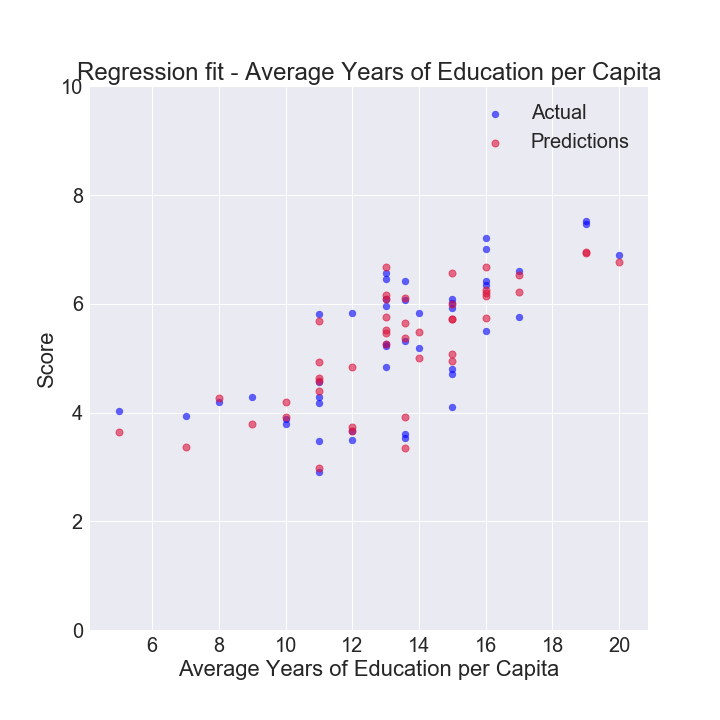 Regression fit - Average Years of Education per Capita
10
Actual
Predictions
8
6
4
2
0
Score
6 8 10 12 14 16 18 20
Average Years of Education per Capita